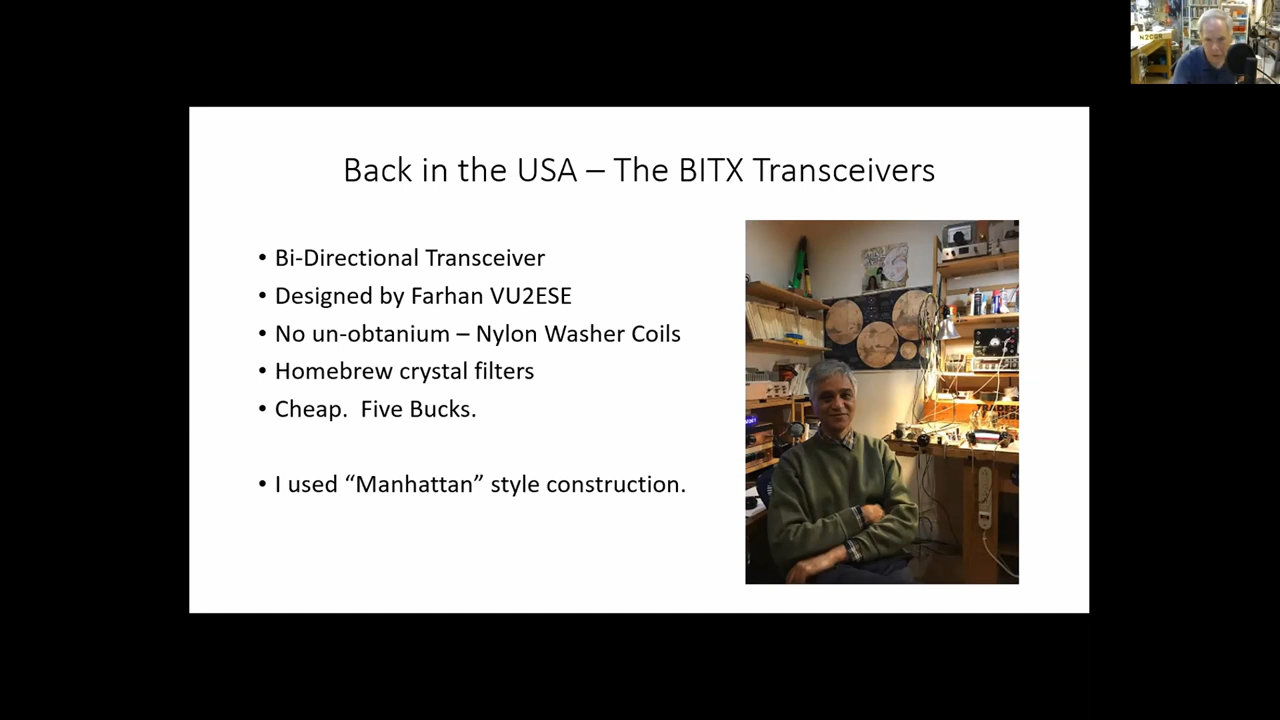 Back in the USA – The BITX Transceivers
• Bi-Directional Transceiver
• Designed by Farhan VU2ESE
• No un-obtanium – Nylon Washer Coils
• Homebrew crystal filters
• Cheap.  Five Bucks.
• I used “Manhattan” style construction.